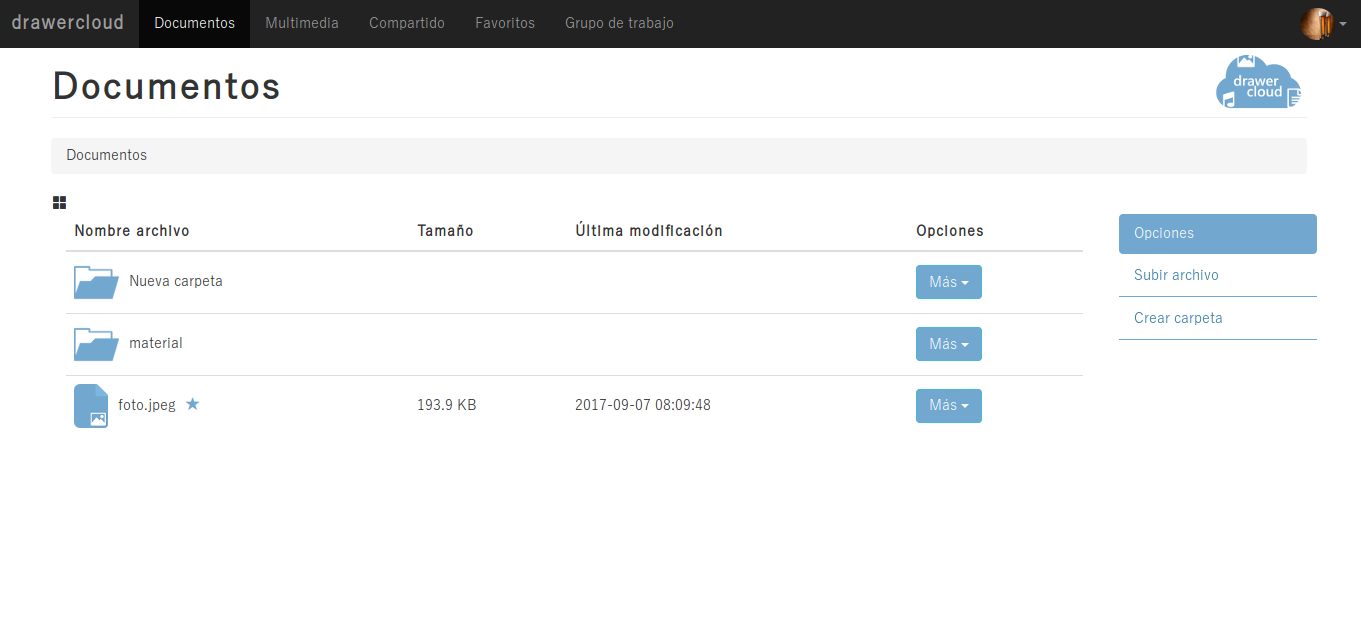 drawercloud Documentos Multimedia Compartido Favoritos Grupo de trabajo
Documentos
drawer
cloud
Documentos
Nombre archivo Tamaño Última modificación Opciones
Opciones
Nueva carpeta Más
Subir archivo
Crear carpeta
material Más
foto.jpeg 193.9 KB 2017-09-07 08:09:48 Más